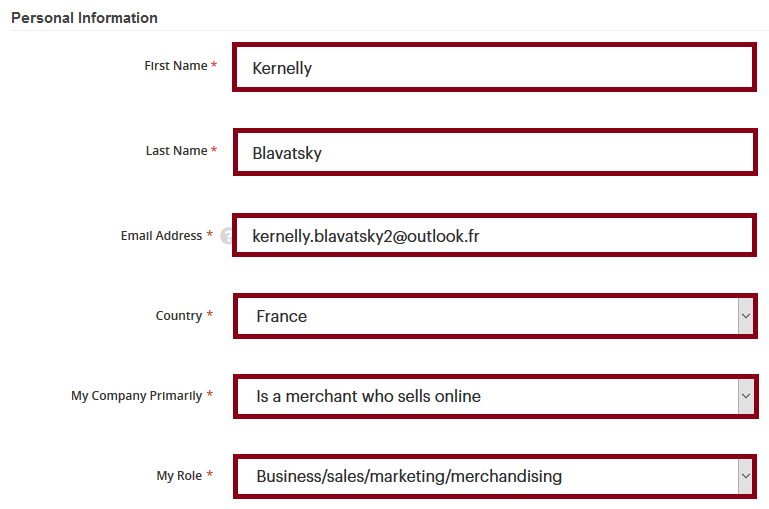 Personal Information
First Name * Kernelly
Last Name * Blavatsky
Email Address * kernelly.blavatsky2@outlook.fr
Country * France
My Company Primarily * Is a merchant who sells online
My Role * Business/sales/marketing/merchandising